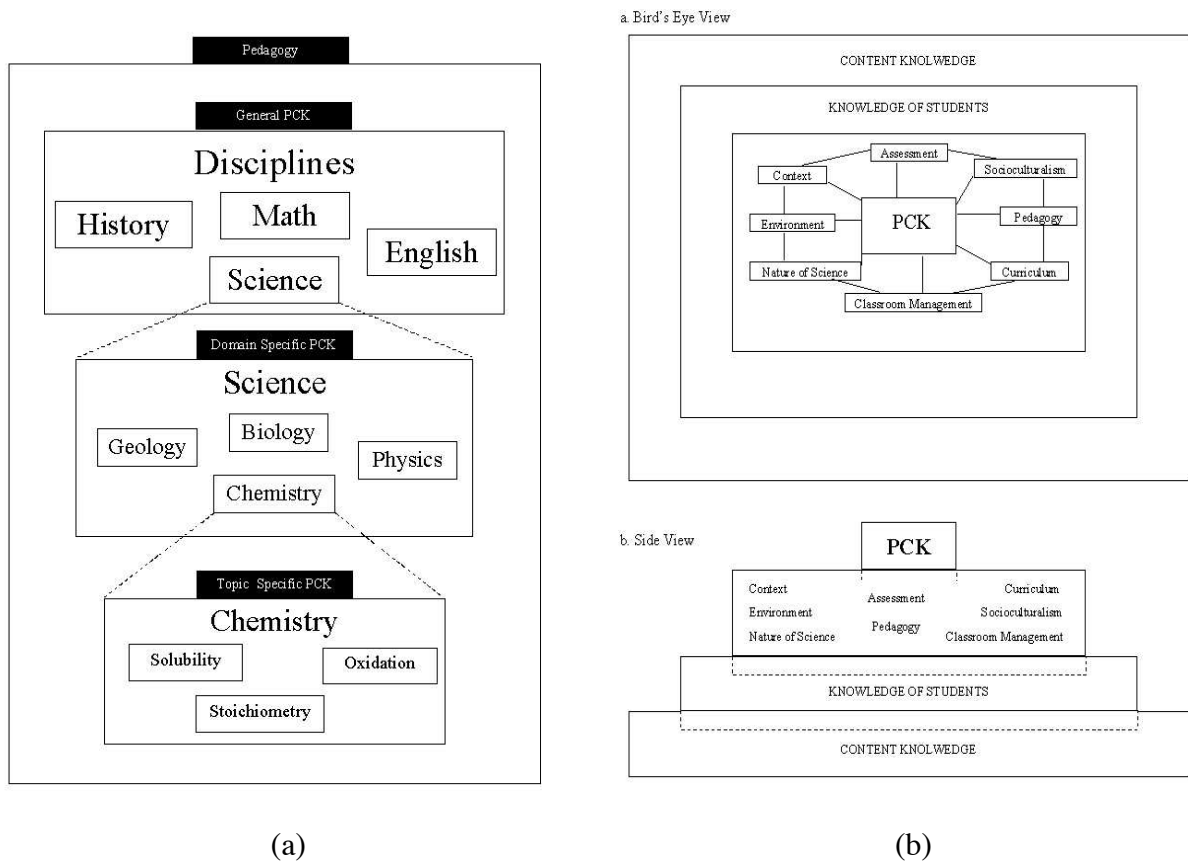 Pedagogy
General PCK
Disciplines
History
Math
English
Science
Domain Specific PCK
Science
Geology
Biology
Physics
Chemistry
Topic Specific PCK
Chemistry
Solubility
Oxidation
Stoichiometry
(a)
a. Bird's Eye View
CONTENT KNOLWEDGE
KNOWLEDGE OF STUDENTS
Assessment
Context
Socioculturalism
Environment
PCK
Pedagogy
Nature of Science
Curriculum
Classroom Management
b. Side View
PCK
Context
Assessment
Curriculum
Environment
Socioculturalism
Pedagogy
Nature of Science
Classroom Management
KNOWLEDGE OF STUDENTS
CONTENT KNOLWEDGE
(b)